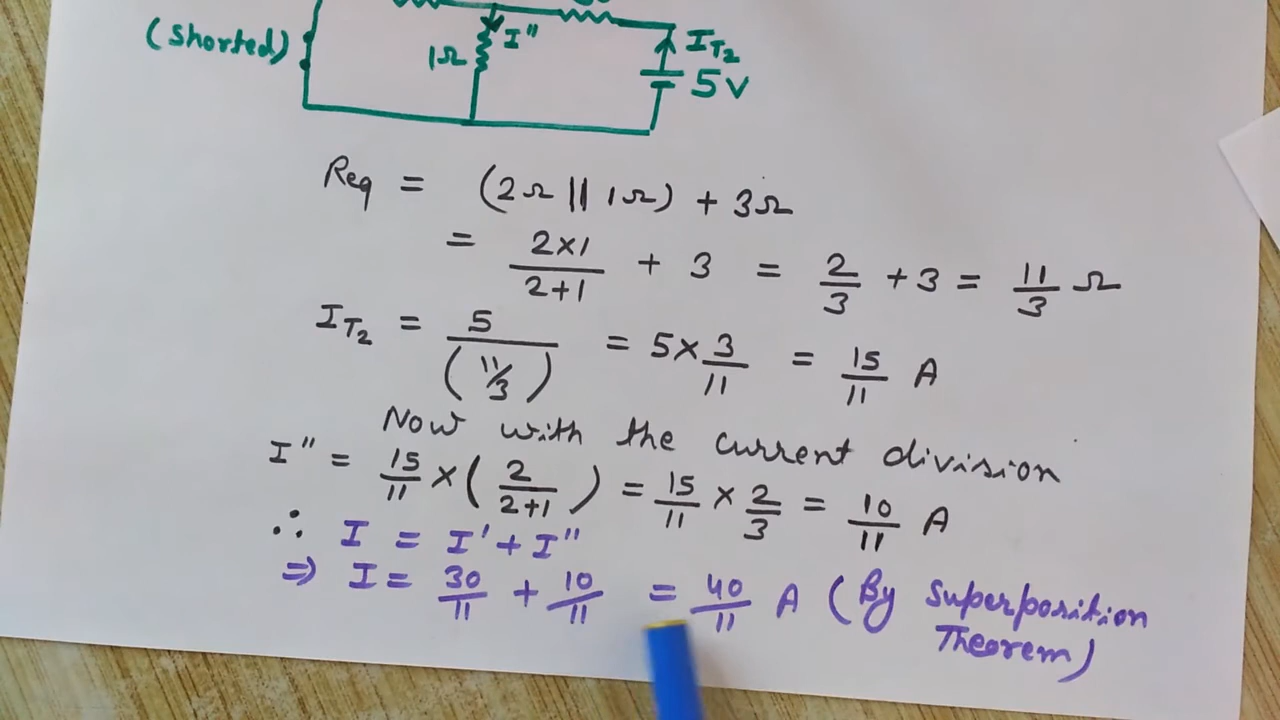 (Shorted)
1Ω
I"
I_T2
5V
Req = (2Ω || 1Ω) + 3Ω
= 2×1/2+1 + 3 = 2/3 + 3 = 11/3 Ω
I_T2 = 5/(11/3) = 5×3/11 = 15/11 A
Now with the current division
I" = 15/11 × (2/2+1) = 15/11 × 2/3 = 10/11 A
∴ I = I' + I"
⇒ I = 30/11 + 10/11 = 40/11 A (By Superposition
Theorem)